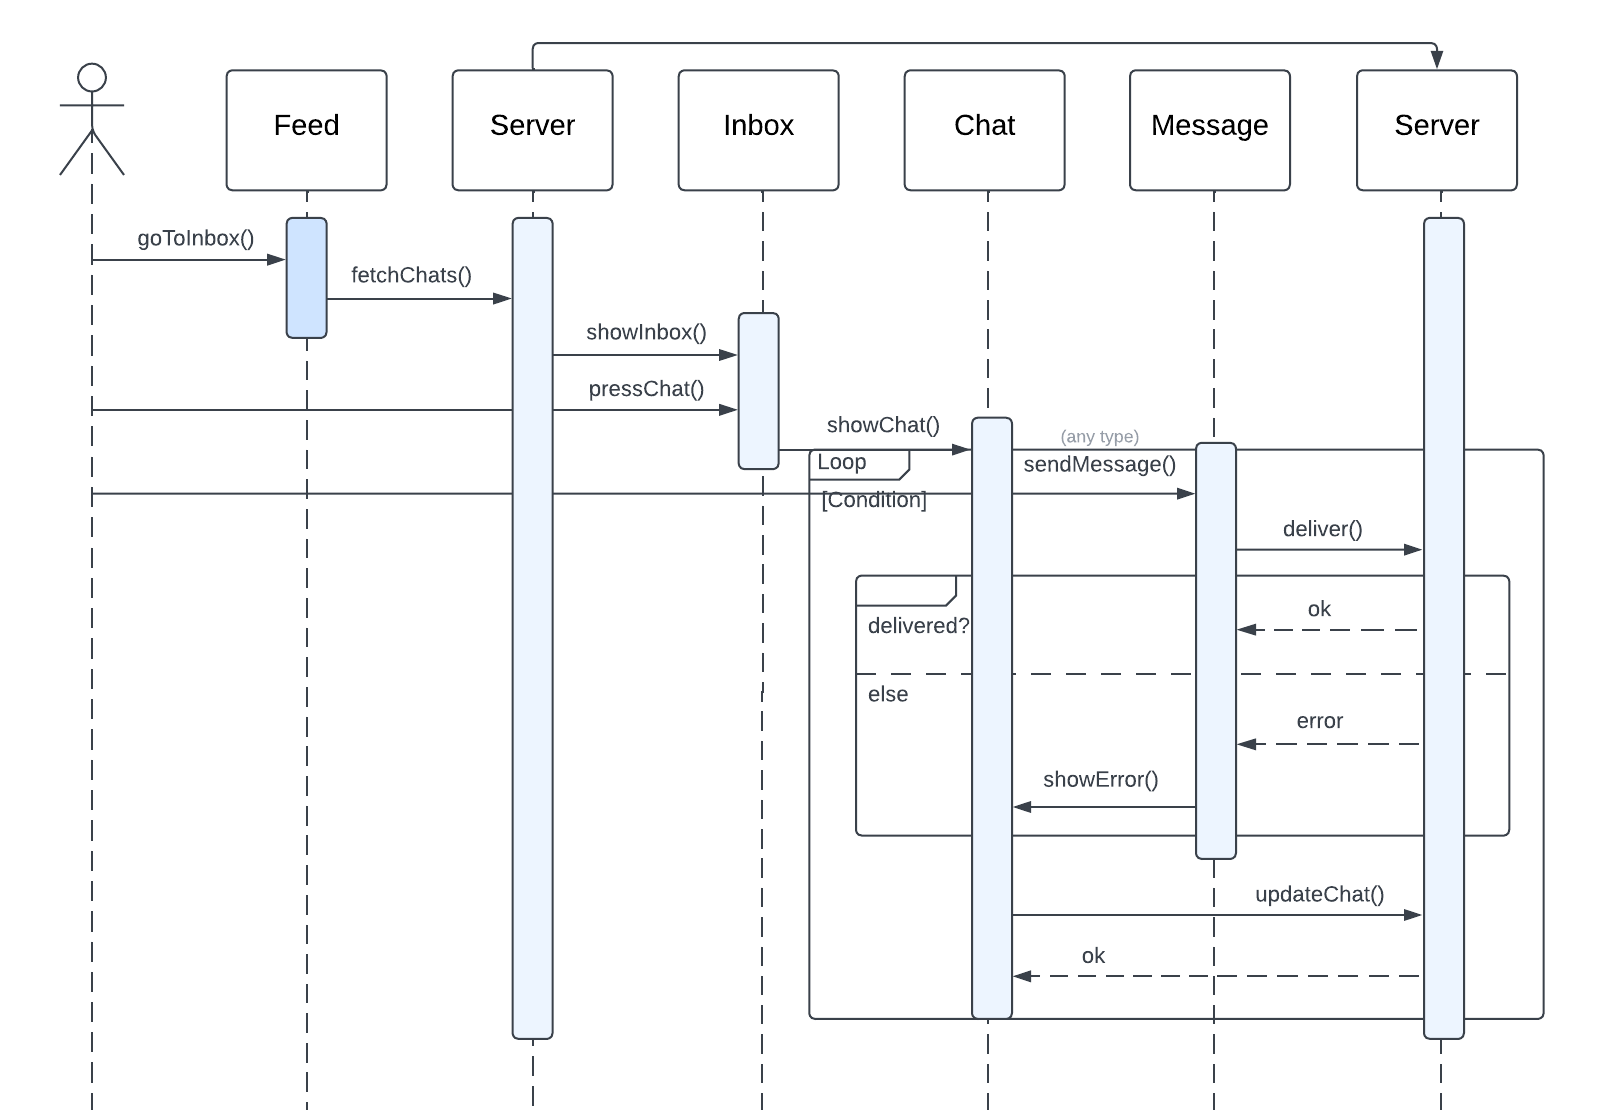 Feed
Server
Inbox
Chat
Message
Server
goToInbox()
fetchChats()
showInbox()
pressChat()
showChat()
(any type)
Loop
sendMessage()
[Condition]
deliver()
ok
delivered?
else
error
showError()
updateChat()
ok